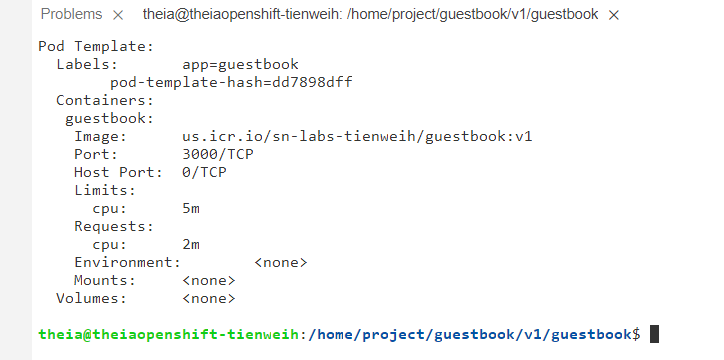 Problems × theia@theiaopenshift-tienweih: /home/project/guestbook/v1/guestbook ×
Pod Template:
  Labels:       app=guestbook
        pod-template-hash=dd7898dff
  Containers:
   guestbook:
    Image:      us.icr.io/sn-labs-tienweih/guestbook:v1
    Port:       3000/TCP
    Host Port:  0/TCP
    Limits:
      cpu:      5m
    Requests:
      cpu:      2m
    Environment:        <none>
    Mounts:     <none>
  Volumes:      <none>
theia@theiaopenshift-tienweih:/home/project/guestbook/v1/guestbook$